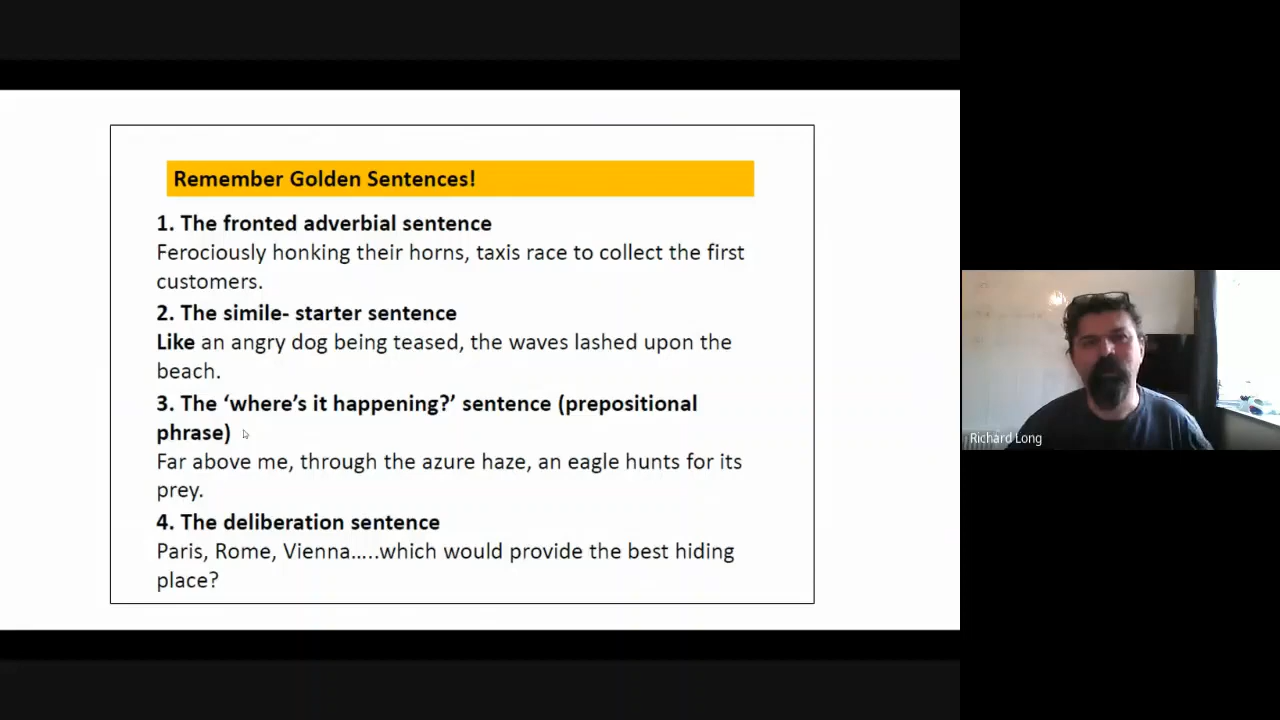 Remember Golden Sentences!
1. The fronted adverbial sentence
Ferociously honking their horns, taxis race to collect the first
customers.
2. The simile- starter sentence
Like an angry dog being teased, the waves lashed upon the
beach.
3. The ‘where’s it happening?’ sentence (prepositional
phrase)
Far above me, through the azure haze, an eagle hunts for its
prey.
4. The deliberation sentence
Paris, Rome, Vienna…..which would provide the best hiding
place?
Richard Long